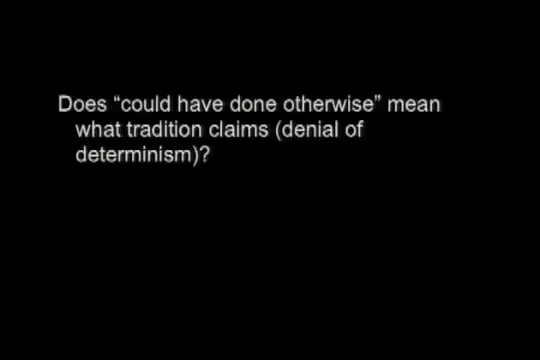 Does “could have done otherwise” mean
what tradition claims (denial of
determinism)?